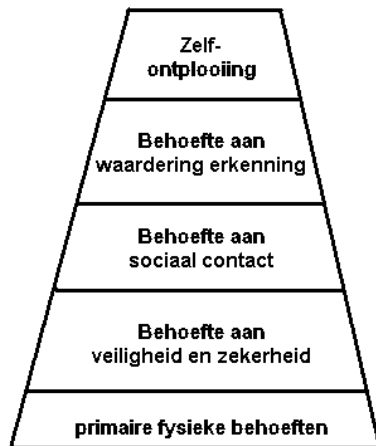 Zelf-
ontplooiing
Behoefte aan
waardering erkenning
Behoefte aan
sociaal contact
Behoefte aan
veiligheid en zekerheid
primaire fysieke behoeften